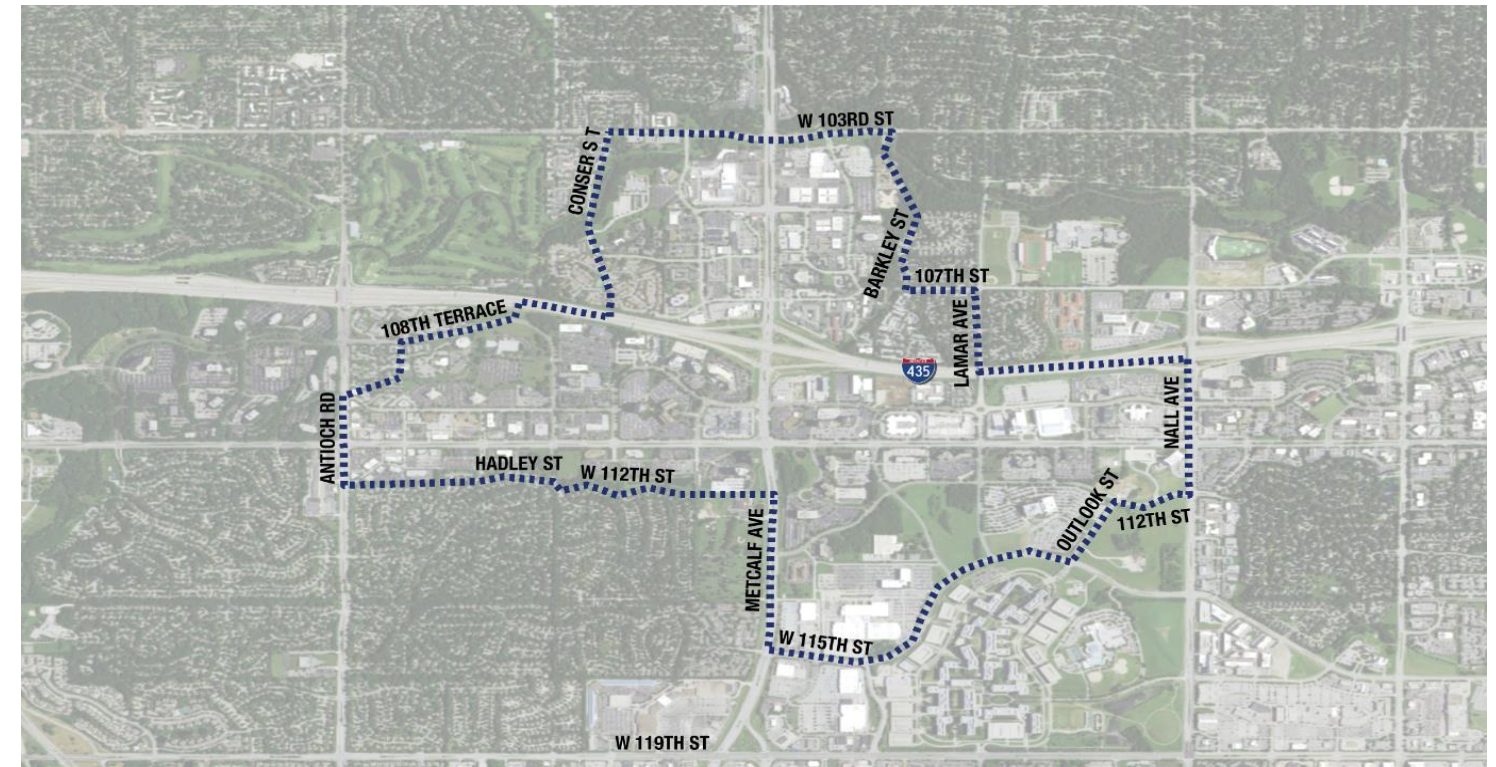 W 103RD ST
CONSER S T
BARKLEY ST
107TH ST
108TH TERRACE
LAMAR AVE
435
ANTIOCH RD
NALL AVE
HADLEY ST
W 112TH ST
OUTLOOK ST
112TH ST
METCALF AVE
W 115TH ST
W 119TH ST